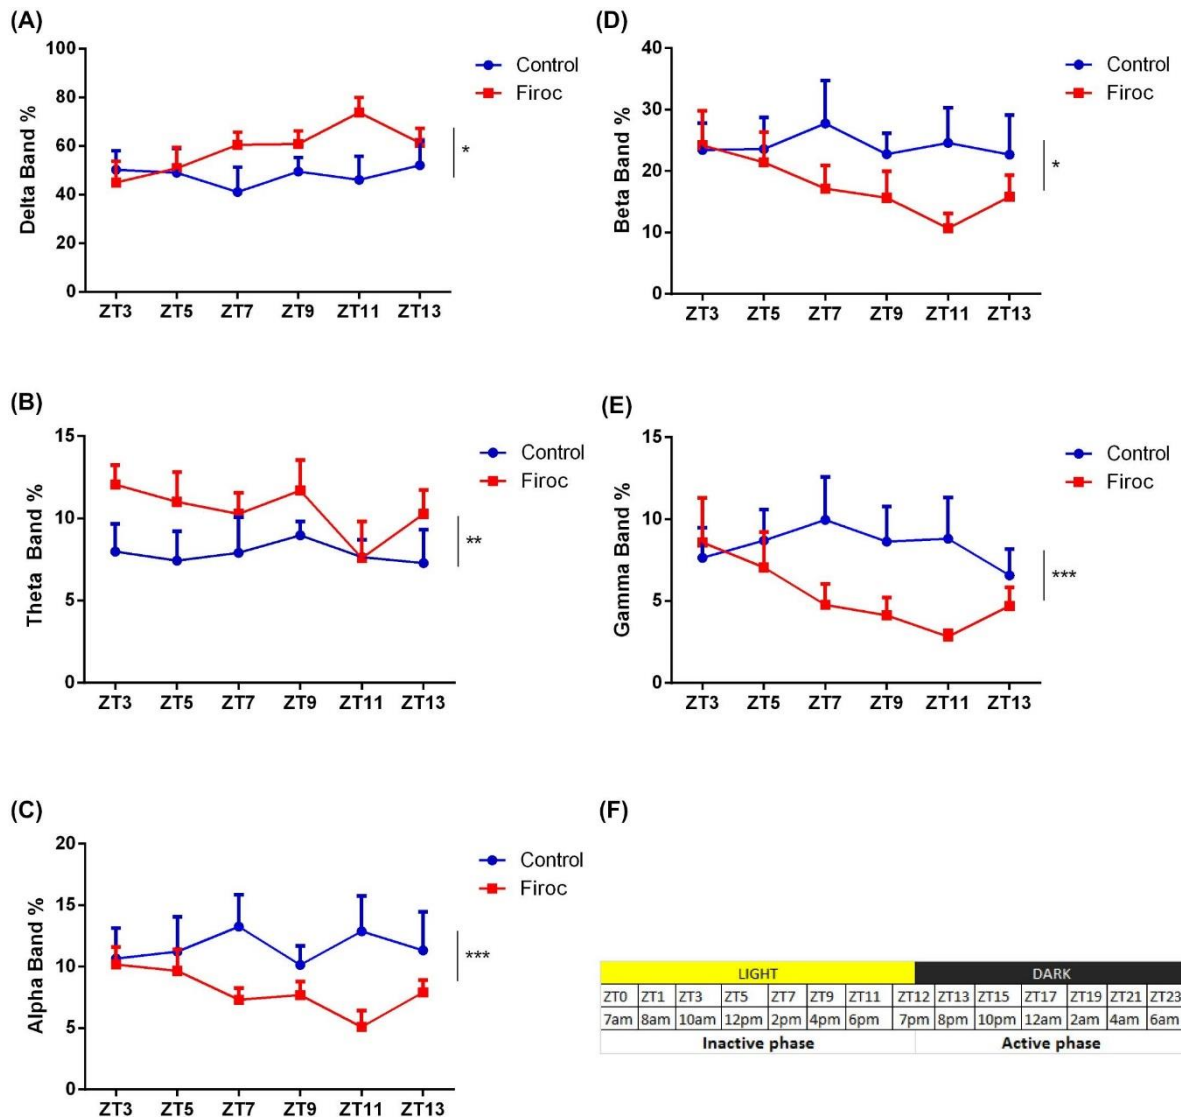 (A)
100
80
60
40
20
0
Delta Band %
ZT3 ZT5 ZT7 ZT9 ZT11 ZT13
Control
Firoc
*
(B)
15
10
5
0
Theta Band %
ZT3 ZT5 ZT7 ZT9 ZT11 ZT13
Control
Firoc
**
(C)
20
15
10
5
0
Alpha Band %
ZT3 ZT5 ZT7 ZT9 ZT11 ZT13
Control
Firoc
***
(D)
40
30
20
10
0
Beta Band %
ZT3 ZT5 ZT7 ZT9 ZT11 ZT13
Control
Firoc
*
(E)
15
10
5
0
Gamma Band %
ZT3 ZT5 ZT7 ZT9 ZT11 ZT13
Control
Firoc
***
(F)
LIGHT DARK
ZT0 ZT1 ZT3 ZT5 ZT7 ZT9 ZT11 ZT12 ZT13 ZT15 ZT17 ZT19 ZT21 ZT23
7am 8am 10am 12pm 2pm 4pm 6pm 7pm 8pm 10pm 12am 2am 4am 6am
Inactive phase Active phase